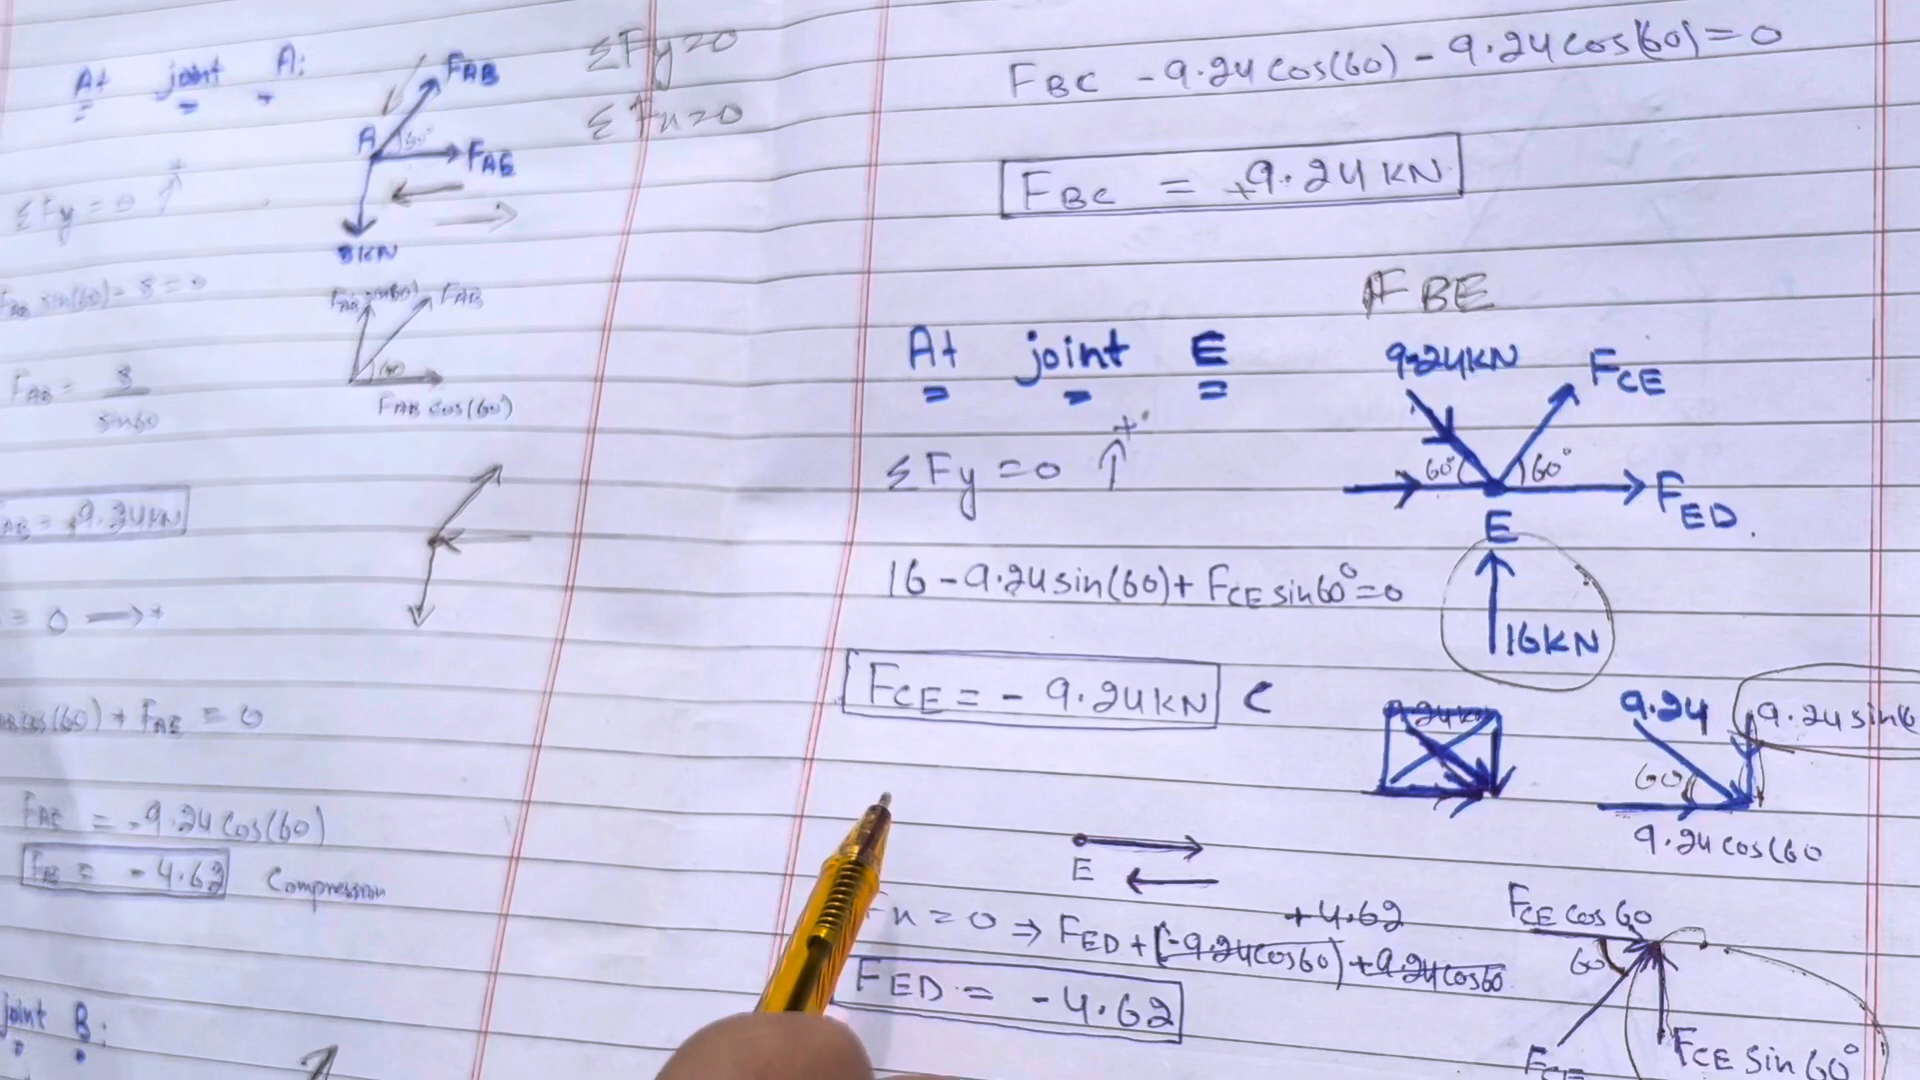 At joint A:
FAB
A
60°
FAE
8KN
ΣFy=0
ΣFx=0
ΣFy = 0 +
FAB sin(60) - 8 = 0
FAB
60
FAB cos(60)
FAB = 8
sin60
FAB = +9.24KN
= 0 → +
cos(60) + FAE = 0
FAE = -9.24 cos(60)
= -4.62 Compression
joint B:
FBC - 9.24 cos(60) - 9.24 cos(60) = 0
FBC = +9.24 KN
FBE
At joint E
9.24KN
FCE
60° 60°
FED
E
16KN
ΣFy = 0 +
16 - 9.24 sin(60) + FCE sin60° = 0
FCE = - 9.24KN C
9.24
9.24 sin6
60
9.24 cos(60
E
+4.62
x = 0 ⇒ FED + (-9.24cos60) + 9.24cos60
FED = -4.62
FCE cos 60
60
FCE
FCE sin 60°